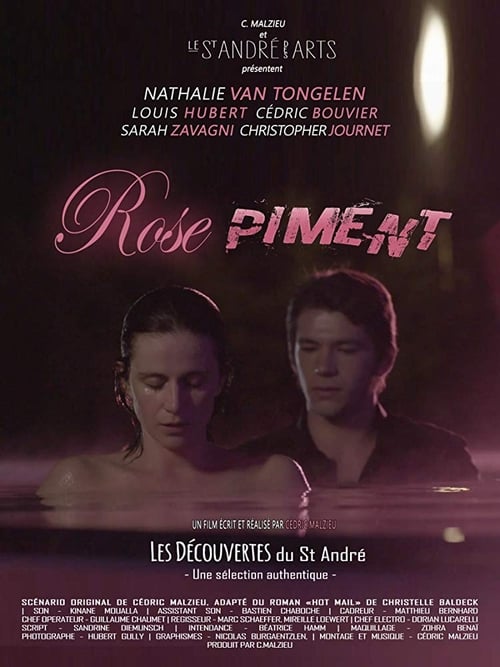 C. MALZIEU
et
LE ST ANDRÉ DES ARTS
présentent
NATHALIE VAN TONGELEN
LOUIS HUBERT CÉDRIC BOUVIER
SARAH ZAVAGNI CHRISTOPHER JOURNET
Rose PIMENT
UN FILM ÉCRIT ET RÉALISÉ PAR CEDRIC MALZIEU
LES DÉCOUVERTES du St André
- Une sélection authentique -
SCÉNARIO ORIGINAL DE CÉDRIC MALZIEU, ADAPTÉ DU ROMAN «HOT MAIL» DE CHRISTELLE BALDECK
| SON - KINANE MOUALLA | ASSISTANT SON - BASTIEN CHABOCHE | CADREUR - MATTHIEU BERNHARD
CHEF OPERATEUR - GUILLAUME CHAUMET | REGISSEUR - MARC SCHAEFFER, MIREILLE LOEWERT | CHEF ELECTRO - DORIAN LUCARELLI
SCRIPT - SANDRINE DIEMUNSCH | INTENDANCE - BÉATRICE HAMM | MAQUILLAGE - ZOHRA BENAI
PHOTOGRAPHE - HUBERT GULLY | GRAPHISMES - NICOLAS BURGAENTZLEN, | MONTAGE ET MUSIQUE - CÉDRIC MALZIEU
PRODUIT PAR C.MALZIEU